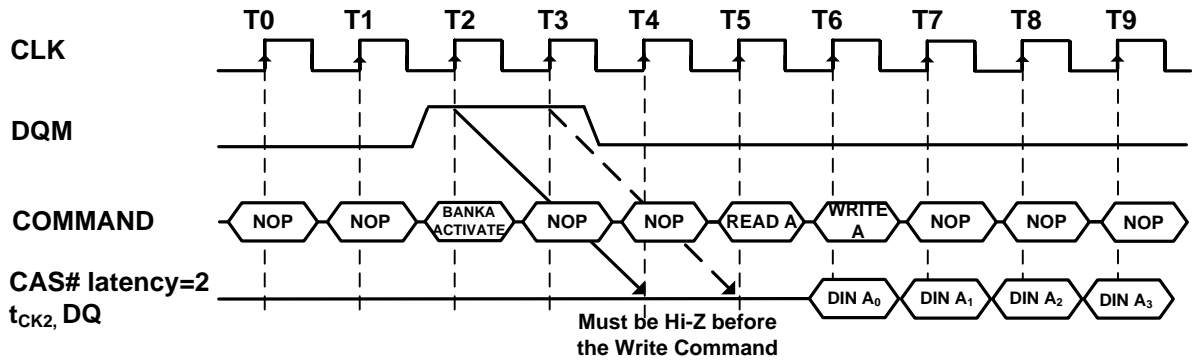 T0 T1 T2 T3 T4 T5 T6 T7 T8 T9
CLK
DQM
COMMAND NOP NOP BANKA ACTIVATE NOP NOP READ A WRITE A NOP NOP NOP
CAS# latency=2
tCK2, DQ
DIN A0 DIN A1 DIN A2 DIN A3
Must be Hi-Z before
the Write Command